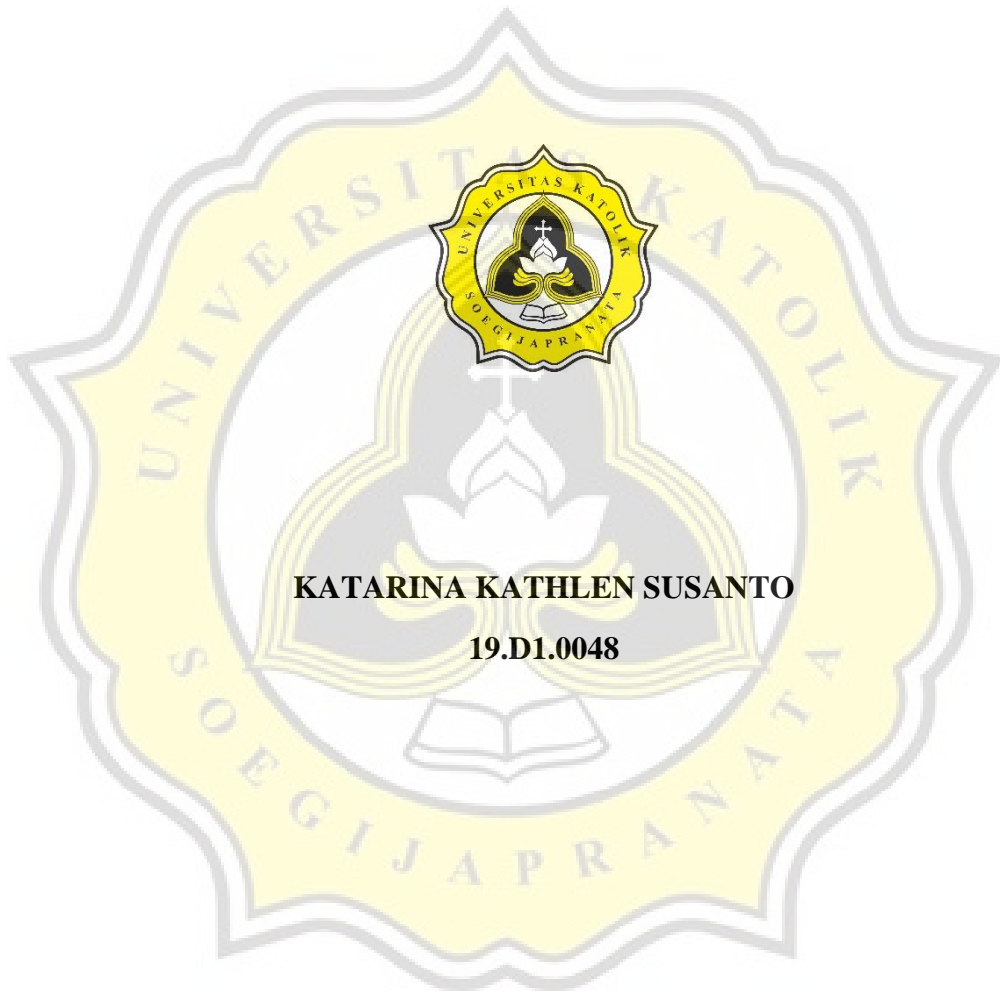 UNIVERSITAS KATOLIK
SOEGIJAPRANATA
UNIVERSITAS KATOLIK
SOEGIJAPRANATA
KATARINA KATHLEN SUSANTO
19.D1.0048